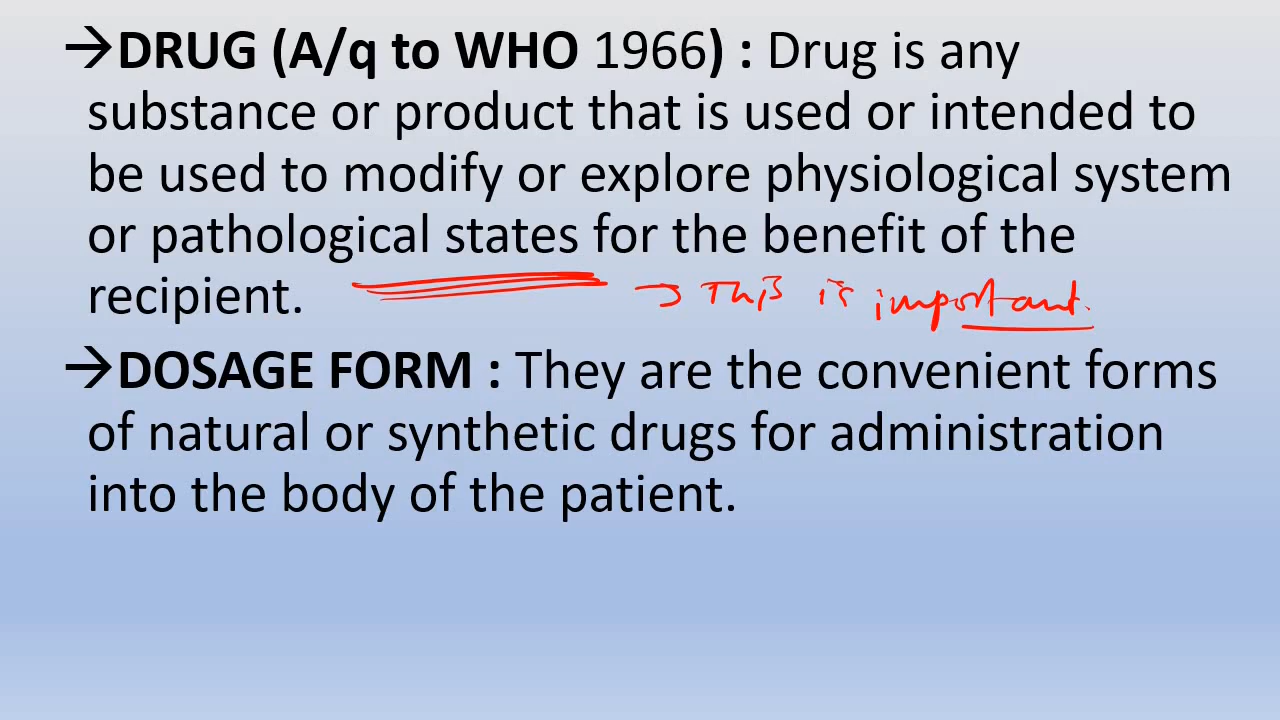 →DRUG (A/q to WHO 1966) : Drug is any
substance or product that is used or intended to
be used to modify or explore physiological system
or pathological states for the benefit of the
recipient. → This is important.
→DOSAGE FORM : They are the convenient forms
of natural or synthetic drugs for administration
into the body of the patient.